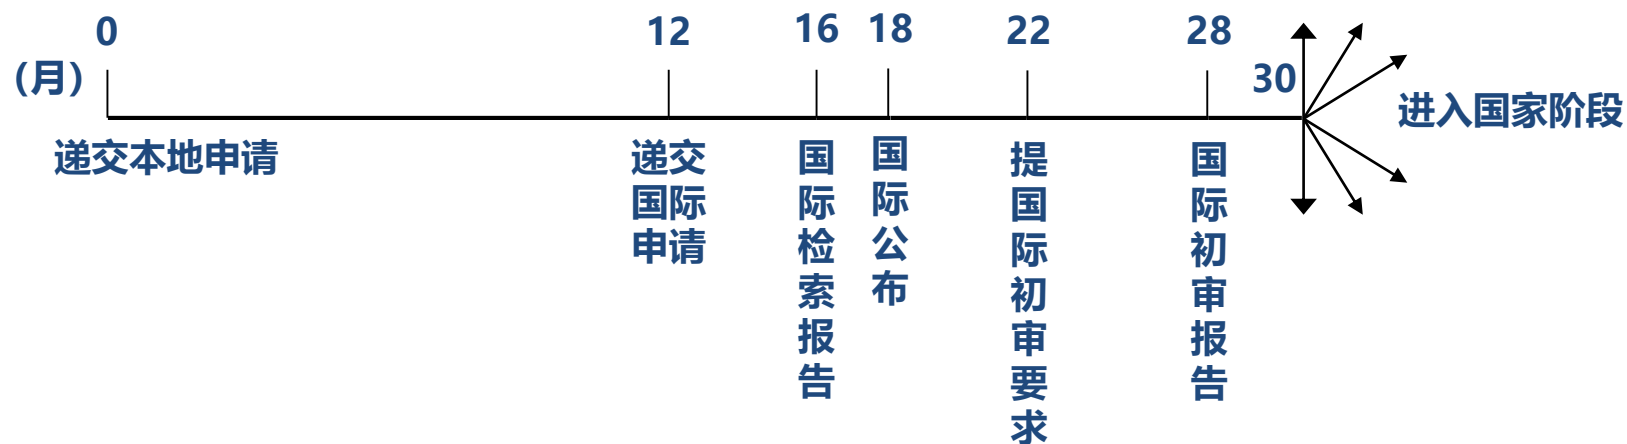 0
12
16
18
22
28
30
(月)
递交本地申请
递交
国际
申请
国际检索报告
国际公布
提国际初审要求
国际初审报告
进入国家阶段